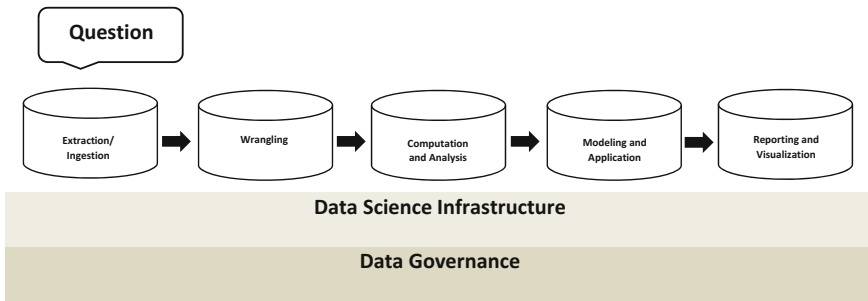 Question
Extraction/
Ingestion
Wrangling
Computation
and Analysis
Modeling and
Application
Reporting and
Visualization
Data Science Infrastructure
Data Governance